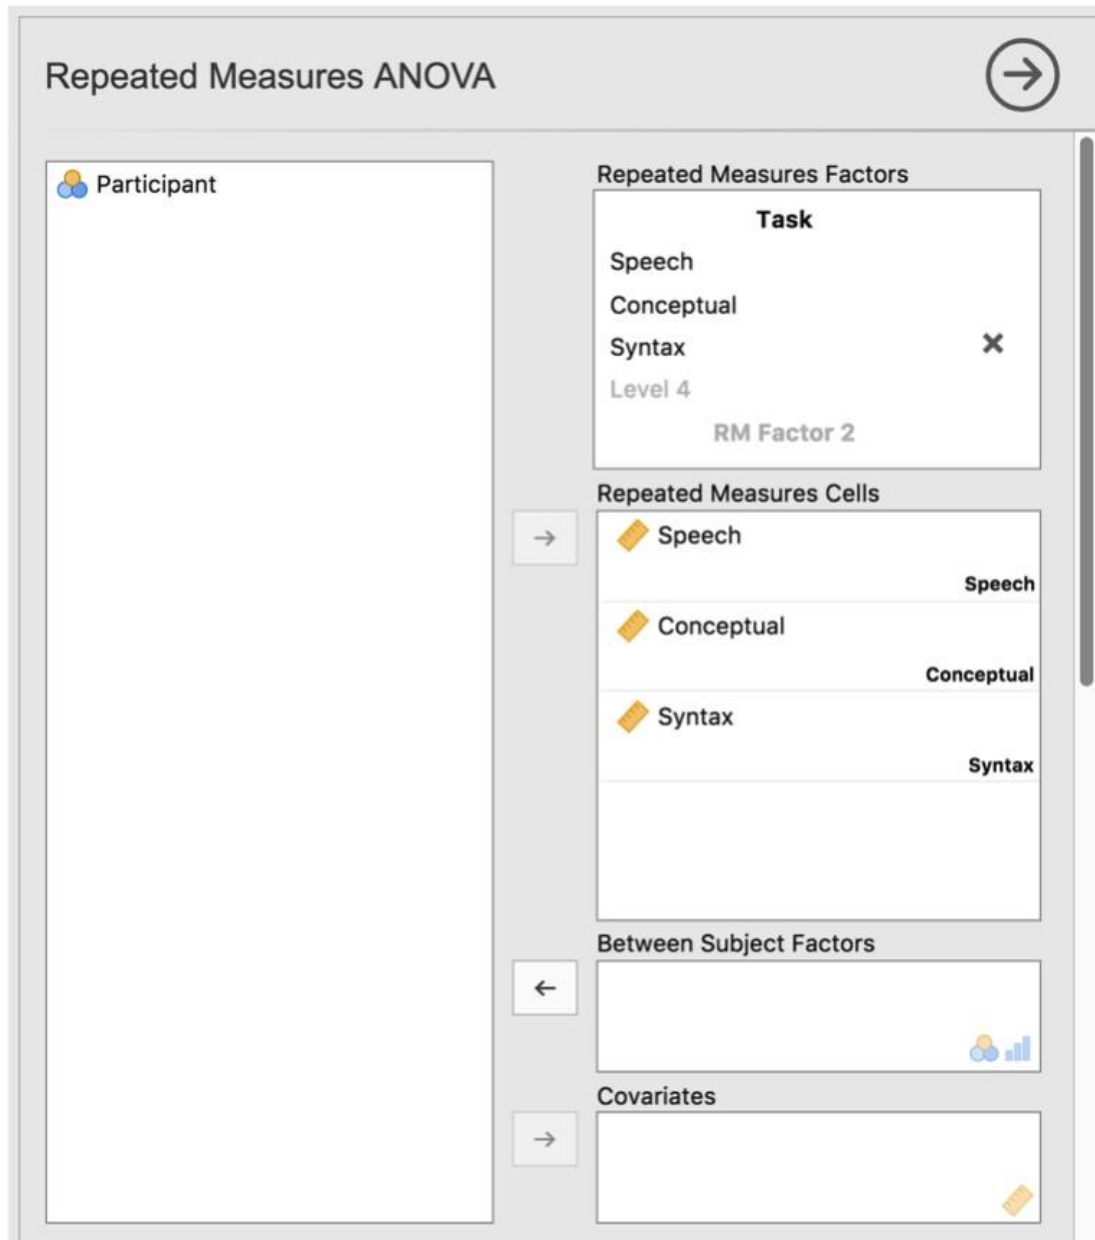 Repeated Measures ANOVA
Participant
Repeated Measures Factors
Task
Speech
Conceptual
Syntax
Level 4
RM Factor 2
Repeated Measures Cells
Speech
Speech
Conceptual
Conceptual
Syntax
Syntax
Between Subject Factors
Covariates